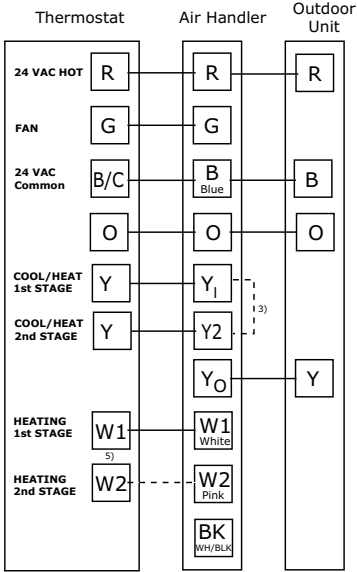 Thermostat Air Handler Outdoor
Unit
24 VAC HOT R R R
FAN G G
24 VAC
Common B/C B B
Blue
O O O
COOL/HEAT
1st STAGE Y YI
3)
COOL/HEAT
2nd STAGE Y Y2
YO Y
HEATING
1st STAGE W1 W1
White
5)
HEATING
2nd STAGE W2 W2
Pink
BK
WH/BLK